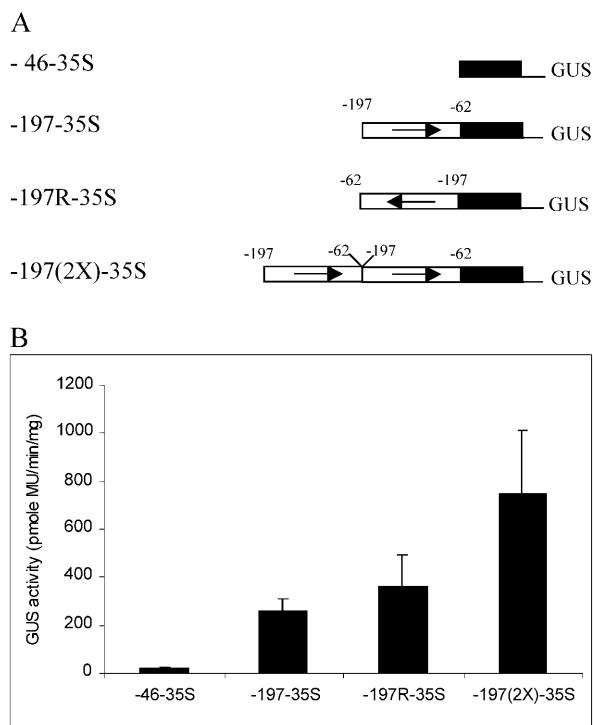 A
- 46-35S
GUS
-197 -62
-197-35S
GUS
-62 -197
-197R-35S
GUS
-197 -62 -197 -62
-197(2X)-35S
GUS
B
GUS activity (pmole MU/min/mg)
1200
1000
800
600
400
200
0
-46-35S -197-35S -197R-35S -197(2X)-35S